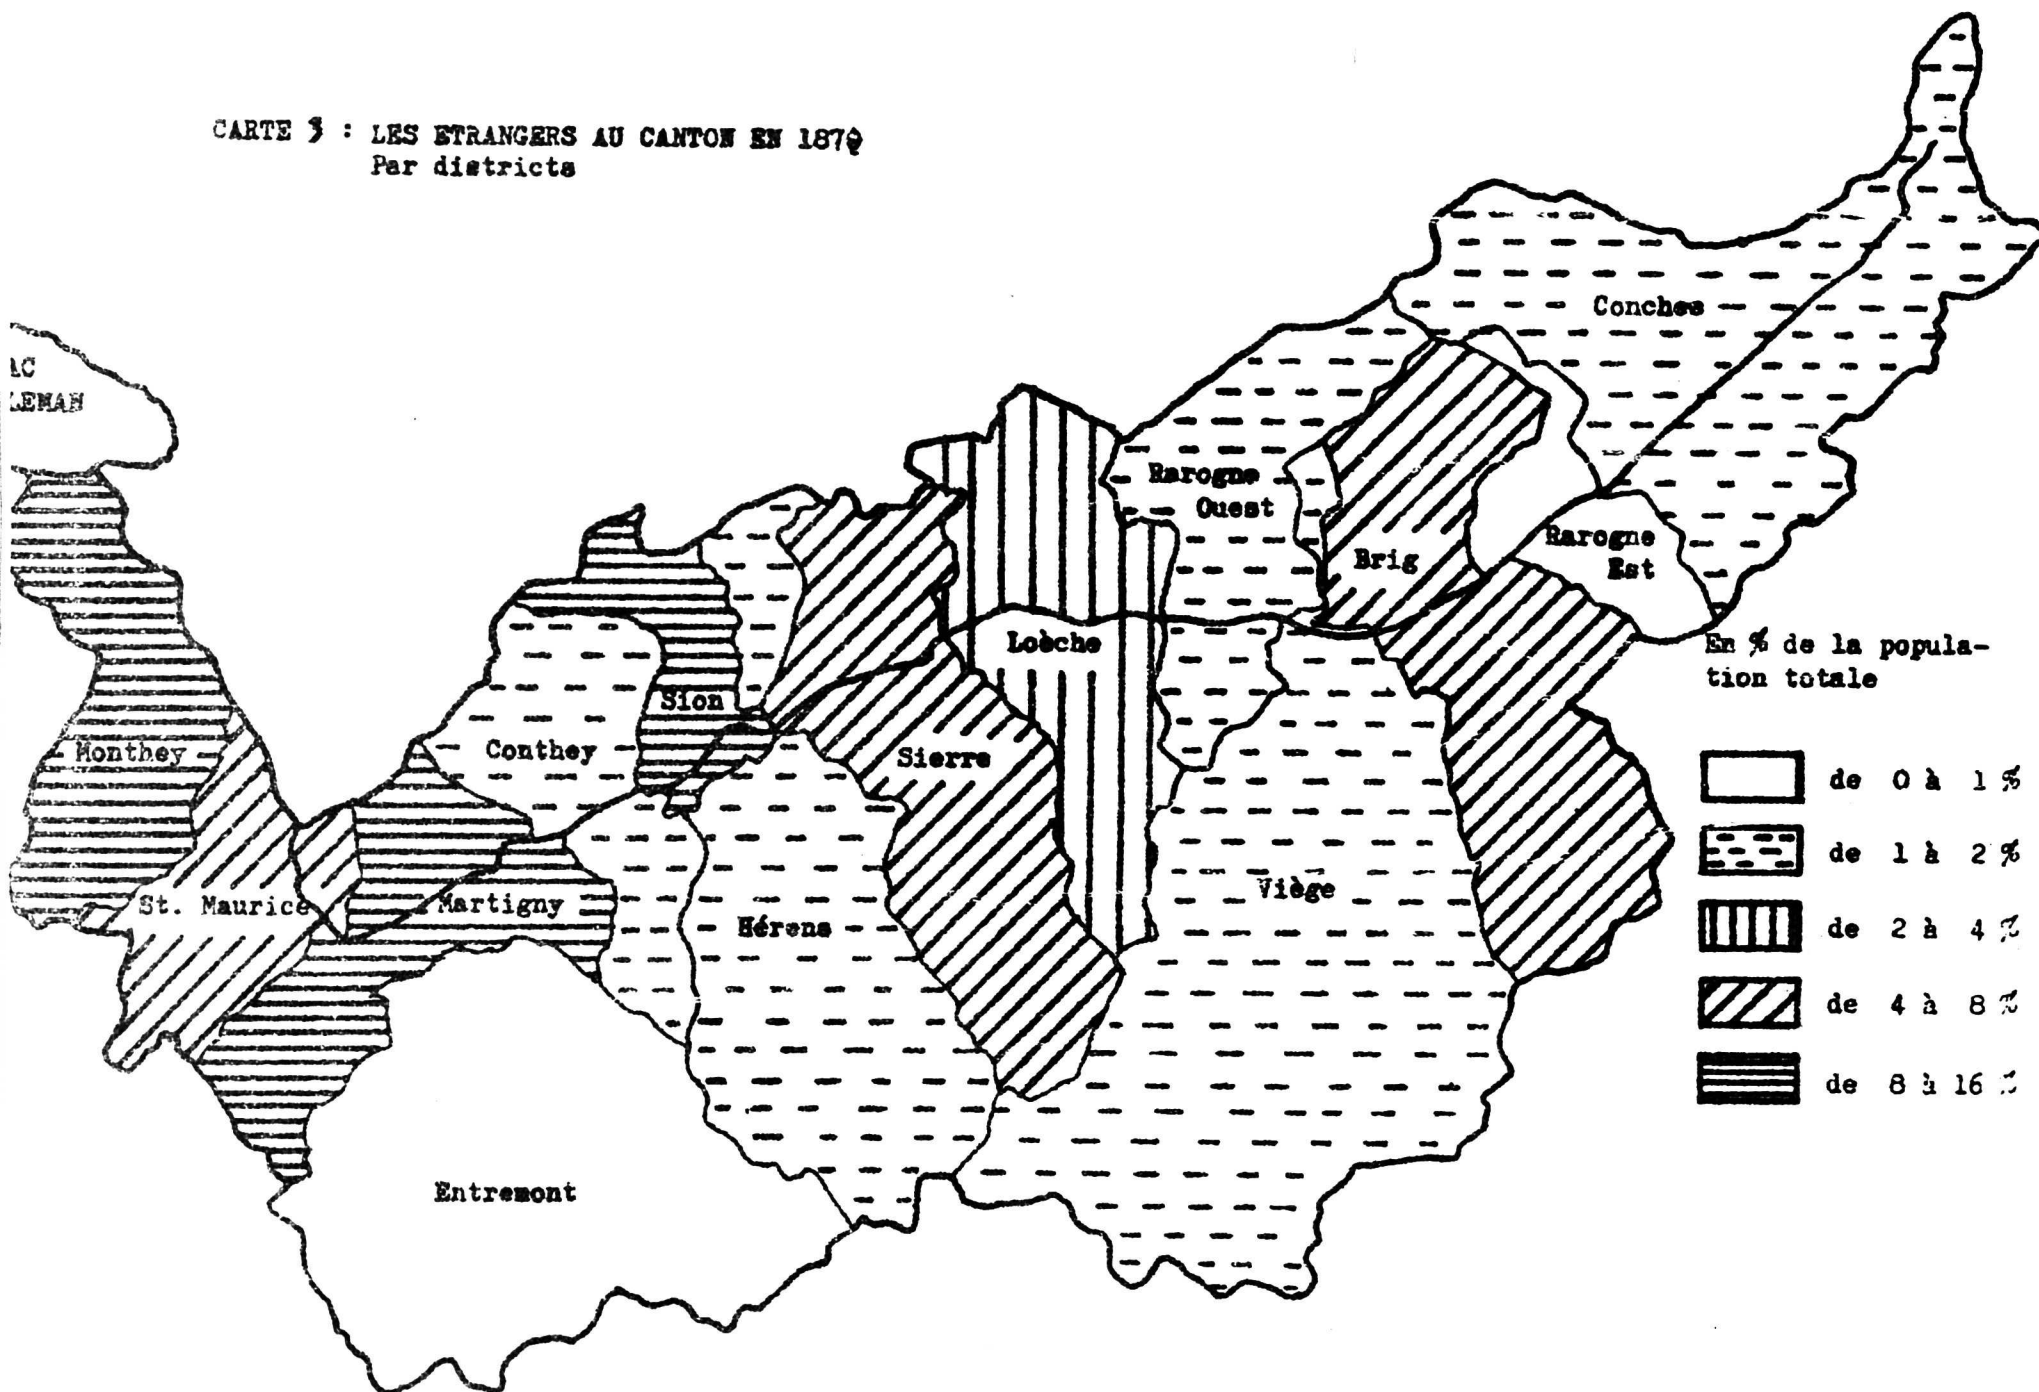 CARTE 3 : LES ETRANGERS AU CANTON EN 1870
Par districts
LEMAN
Conches
Rarogne
Ouest
Rarogne
Est
Brig
Loèche
En % de la popula-
tion totale
Sion
Monthey
Conthey
Sierre
de 0 à 1 %
de 1 à 2 %
Viège
St. Maurice
Martigny
Hérens
de 2 à 4 %
de 4 à 8 %
de 8 à 16 %
Entremont